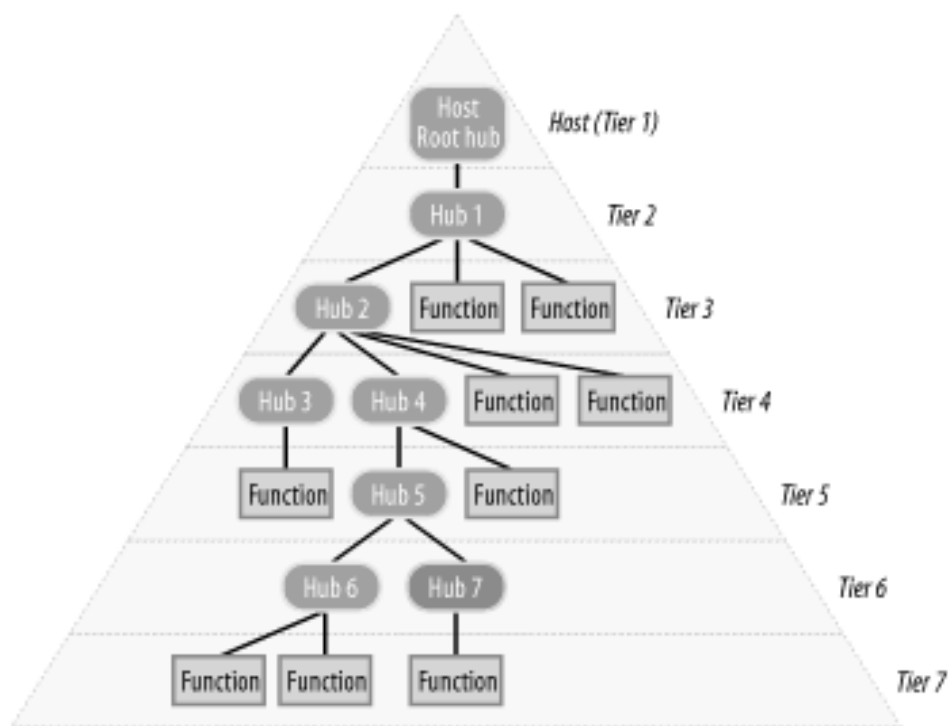 Host
Root hub
Host (Tier 1)
Hub 1
Tier 2
Hub 2
Function
Function
Tier 3
Hub 3
Hub 4
Function
Function
Tier 4
Function
Hub 5
Function
Tier 5
Hub 6
Hub 7
Tier 6
Function
Function
Function
Tier 7